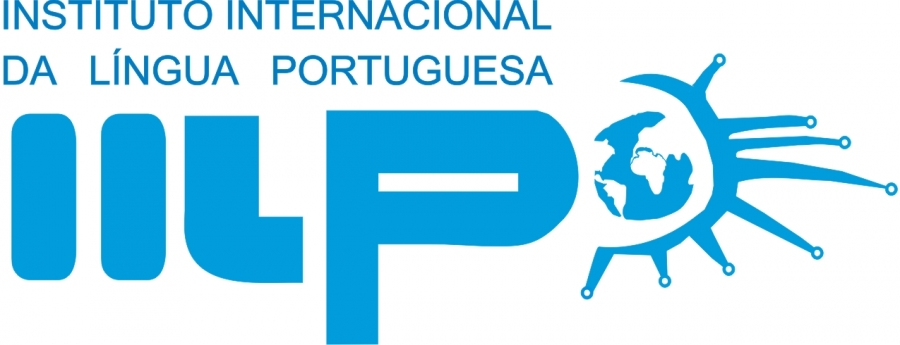 INSTITUTO INTERNACIONAL
DA LÍNGUA PORTUGUESA
IILP